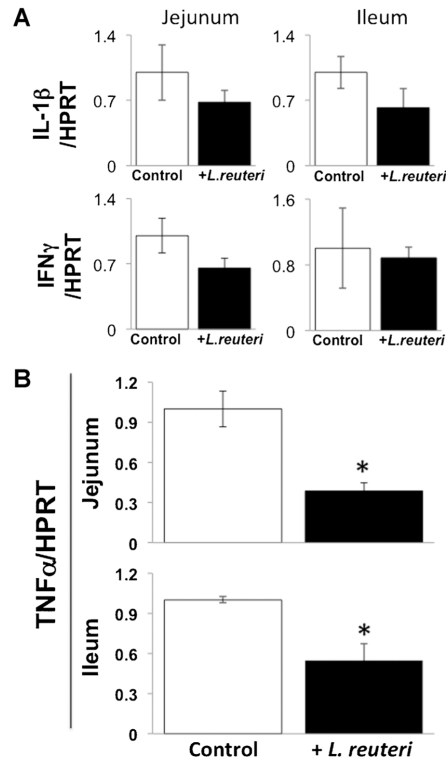 A
Jejunum
Ileum
IL-1β
/HPRT
1.4
0.7
0
Control
+L.reuteri
1.4
0.7
0
Control
+L.reuteri
IFNγ
/HPRT
1.4
0.7
0
Control
+L.reuteri
1.6
0.8
0
Control
+L.reuteri
B
TNFα/HPRT
Jejunum
1.2
0.9
0.6
0.3
0
*
Ileum
1.2
0.9
0.6
0.3
0
*
Control
+ L. reuteri